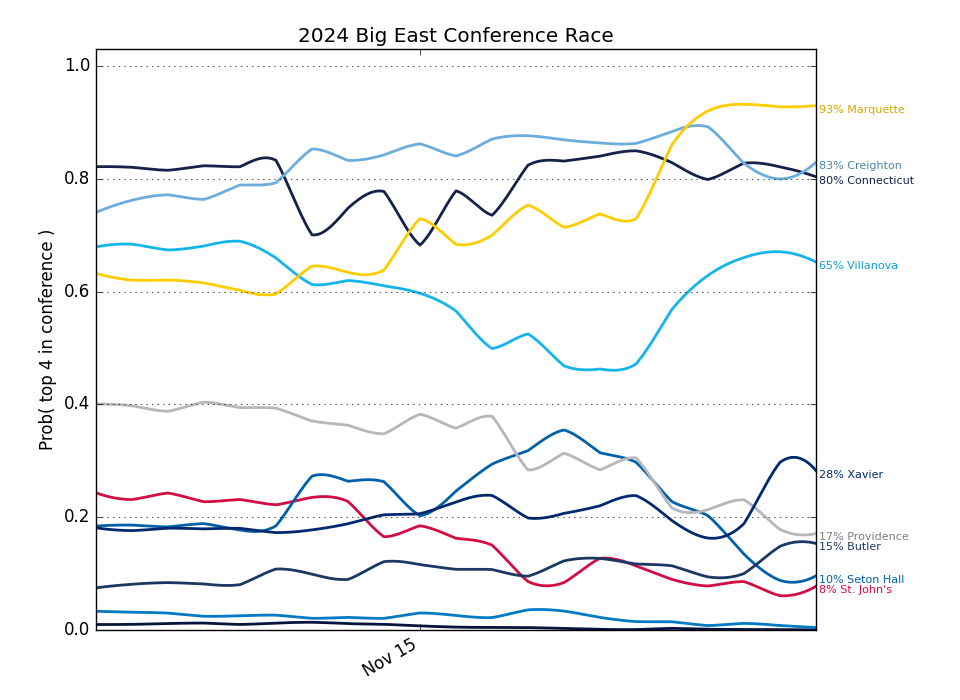 2024 Big East Conference Race
Prob( top 4 in conference )
1.0
0.8
0.6
0.4
0.2
0.0
Nov 15
93% Marquette
83% Creighton
80% Connecticut
65% Villanova
28% Xavier
17% Providence
15% Butler
10% Seton Hall
8% St. John's